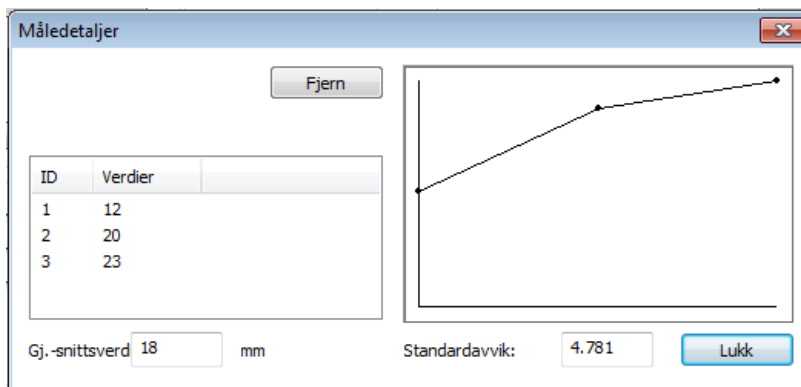 Måledetaljer
Fjern
ID Verdier
1 12
2 20
3 23
Gj.-snittsverd 18 mm
Standardavvik: 4.781
Lukk